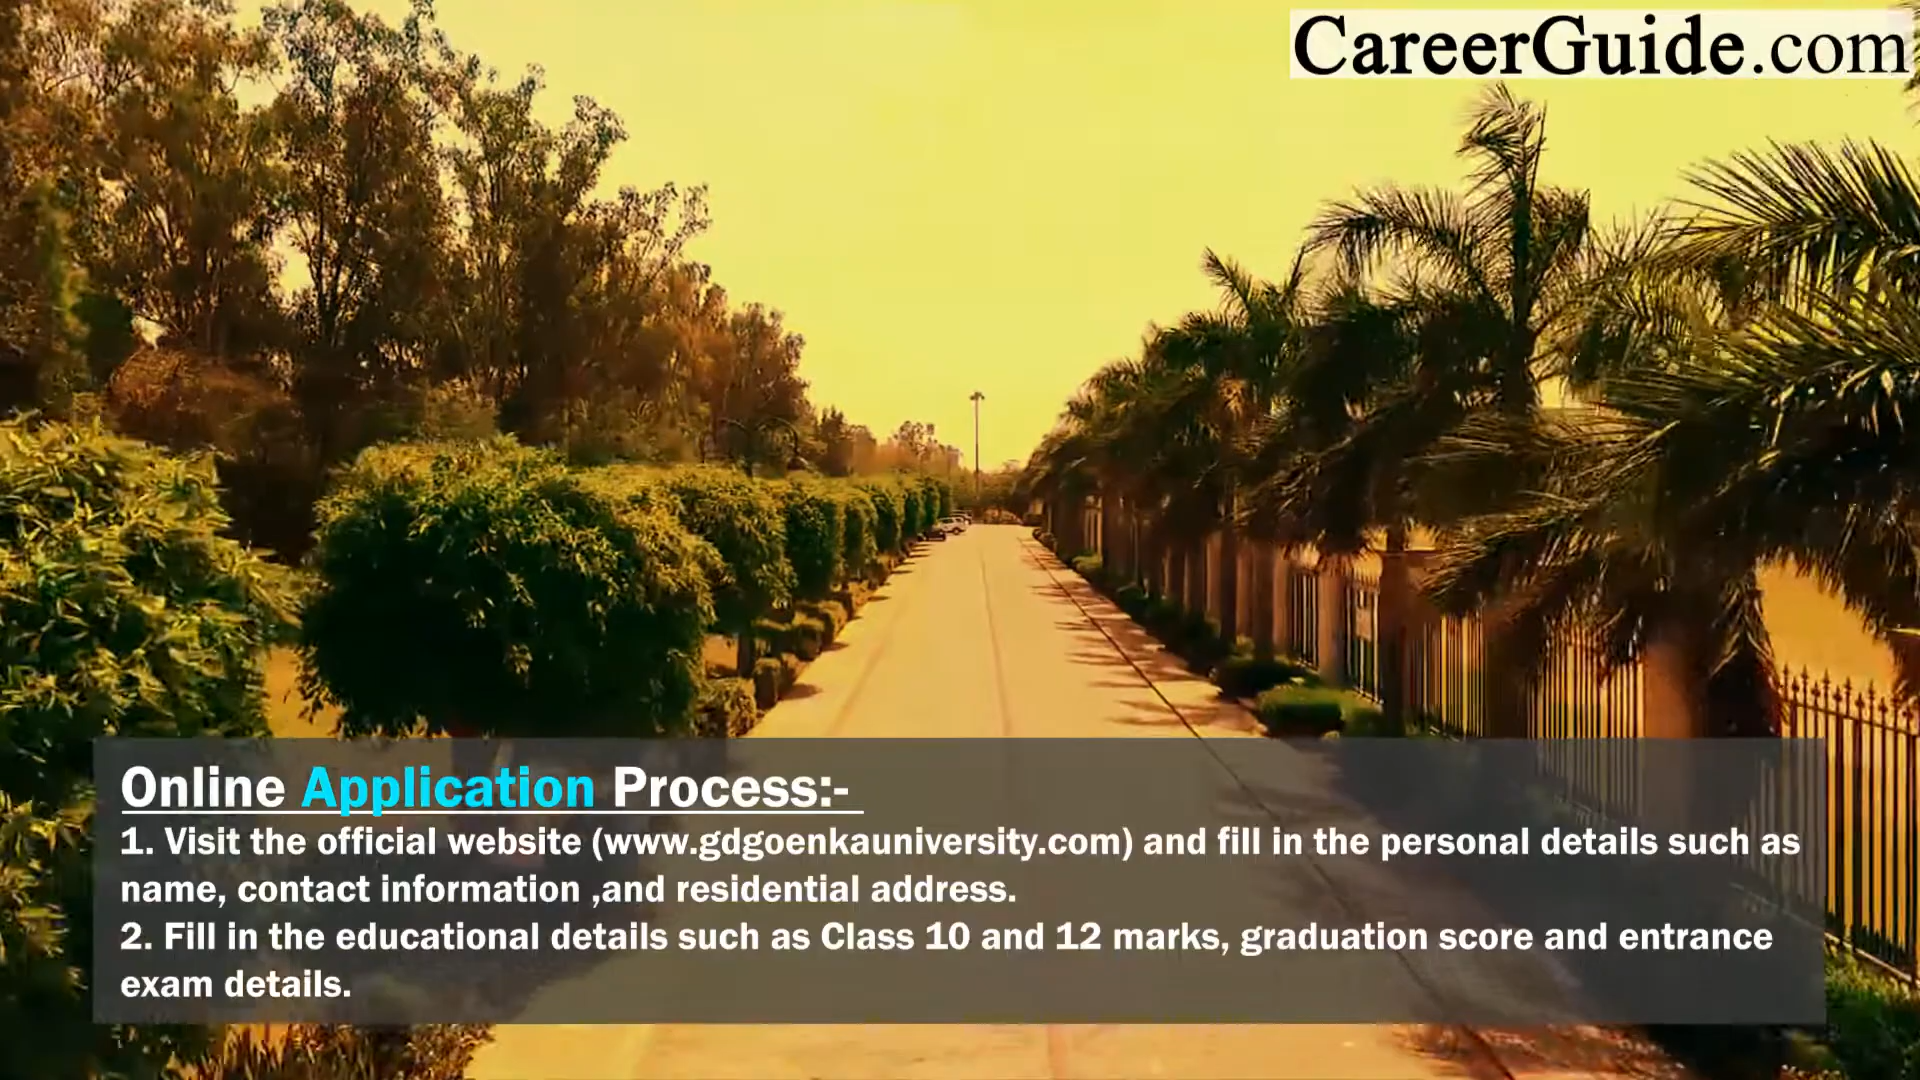 CareerGuide.com
Online Application Process:-
1. Visit the official website (www.gdgoenkauniversity.com) and fill in the personal details such as
name, contact information ,and residential address.
2. Fill in the educational details such as Class 10 and 12 marks, graduation score and entrance
exam details.